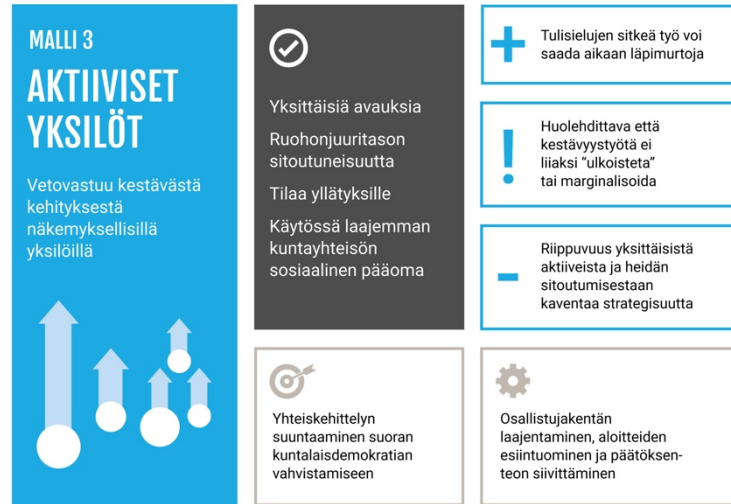 MALLI 3
AKTIIVISET
YKSILÖT
Vetovastuu kestävästä
kehityksestä
näkemyksellisillä
yksilöillä
Yksittäisiä avauksia
Ruohonjuuritason
sitoutuneisuutta
Tilaa yllätyksille
Käytössä laajemman
kuntayhteisön
sosiaalinen pääoma
+
Tulisielujen sitkeä työ voi
saada aikaan läpimurtoja
!
Huolehdittava että
kestävyystyötä ei
liiaksi “ulkoisteta”
tai marginalisoida
-
Riippuvuus yksittäisistä
aktiiveista ja heidän
sitoutumisestaan
kaventaa strategisuutta
Yhteiskehittelyn
suuntaaminen suoran
kuntalaisdemokratian
vahvistamiseen
Osallistujakentän
laajentaminen, aloitteiden
esiintuominen ja päätöksen-
teon siivittäminen